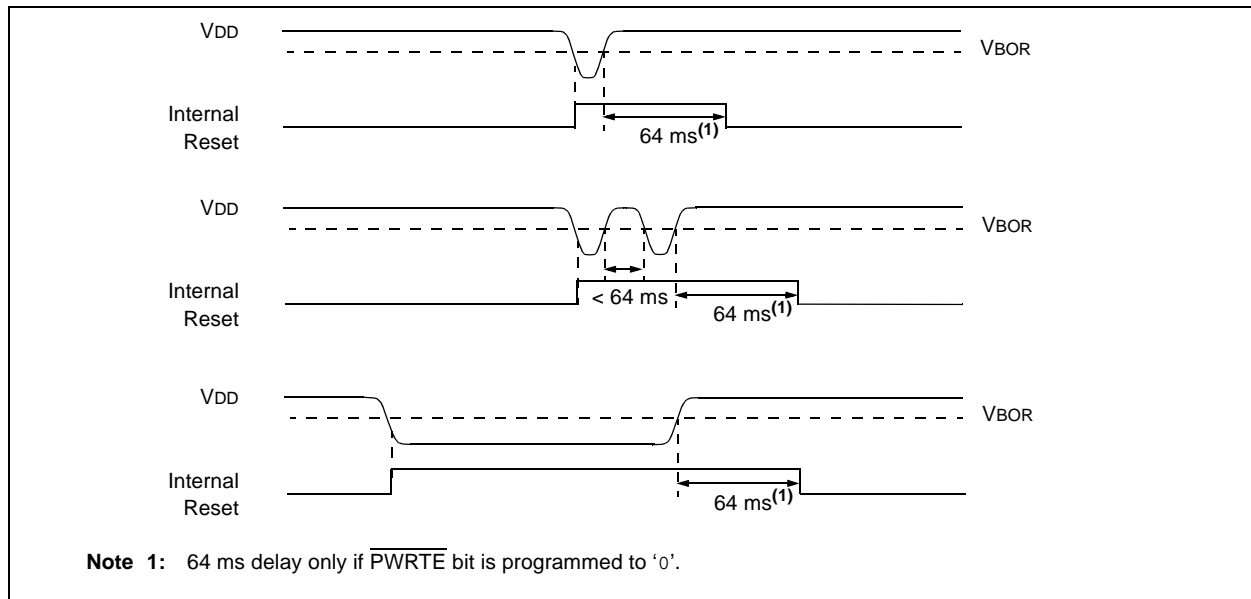 VDD
VBOR
Internal
Reset
64 ms(1)
VDD
VBOR
Internal
Reset
< 64 ms
64 ms(1)
VDD
VBOR
Internal
Reset
64 ms(1)
Note 1: 64 ms delay only if PWRTE bit is programmed to ‘0’.